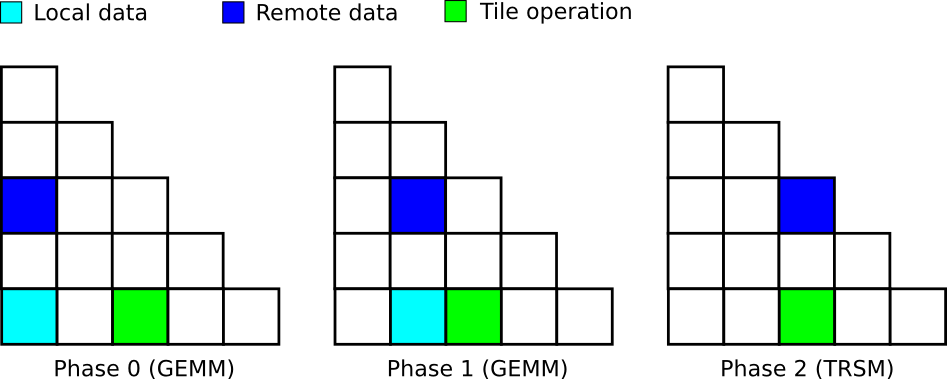 Local data Remote data Tile operation
Phase 0 (GEMM) Phase 1 (GEMM) Phase 2 (TRSM)